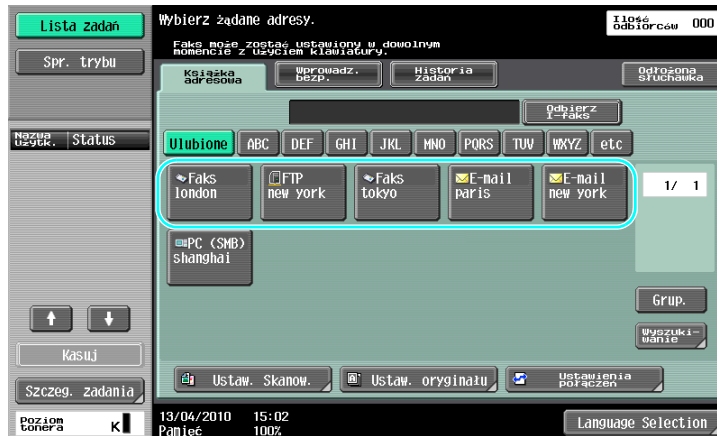 Lista zadań
Spr. trybu
Nazwa użytk.
Status
Kasuj
Szczeg. zadania
Poziom tonera
K
Wybierz żądane adresy.
Faks może zostać ustawiony w dowolnym
momencie z użyciem klawiatury.
Ilość odbiorców
000
Książka adresowa
Wprowadz. bezp.
Historia zadań
Odłożona słuchawka
Odbierz I-faks
Ulubione
ABC
DEF
GHI
JKL
MNO
PQRS
TUV
WXYZ
etc
Faks
london
FTP
new york
Faks
tokyo
E-mail
paris
E-mail
new york
1/ 1
PC (SMB)
shanghai
Grup.
Wyszuki-
wanie
Ustaw. Skanow.
Ustaw. oryginału
Ustawienia połączeń
13/04/2010 15:02
Pamięć 100%
Language Selection